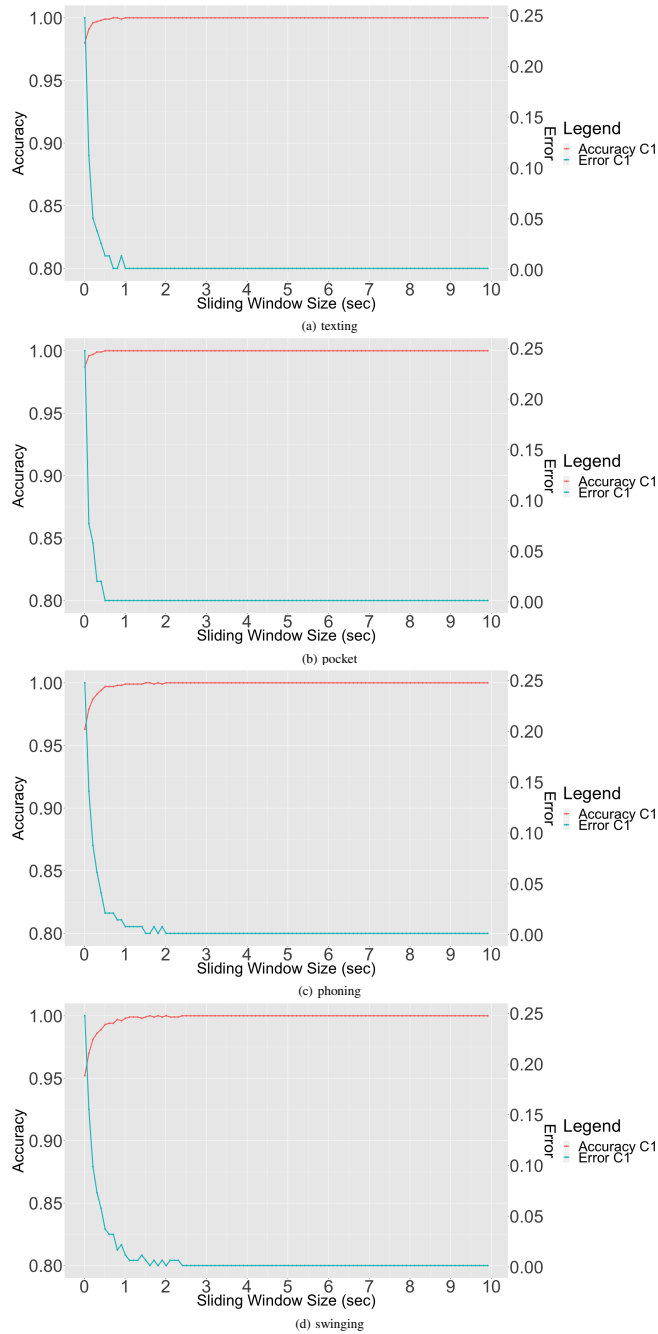 1.00
0.95
0.90
0.85
0.80
Accuracy
0.25
0.20
0.15
0.10
0.05
0.00
Error
Legend
Accuracy C1
Error C1
0 1 2 3 4 5 6 7 8 9 10
Sliding Window Size (sec)
(a) texting
1.00
0.95
0.90
0.85
0.80
Accuracy
0.25
0.20
0.15
0.10
0.05
0.00
Error
Legend
Accuracy C1
Error C1
0 1 2 3 4 5 6 7 8 9 10
Sliding Window Size (sec)
(b) pocket
1.00
0.95
0.90
0.85
0.80
Accuracy
0.25
0.20
0.15
0.10
0.05
0.00
Error
Legend
Accuracy C1
Error C1
0 1 2 3 4 5 6 7 8 9 10
Sliding Window Size (sec)
(c) phoning
1.00
0.95
0.90
0.85
0.80
Accuracy
0.25
0.20
0.15
0.10
0.05
0.00
Error
Legend
Accuracy C1
Error C1
0 1 2 3 4 5 6 7 8 9 10
Sliding Window Size (sec)
(d) swinging